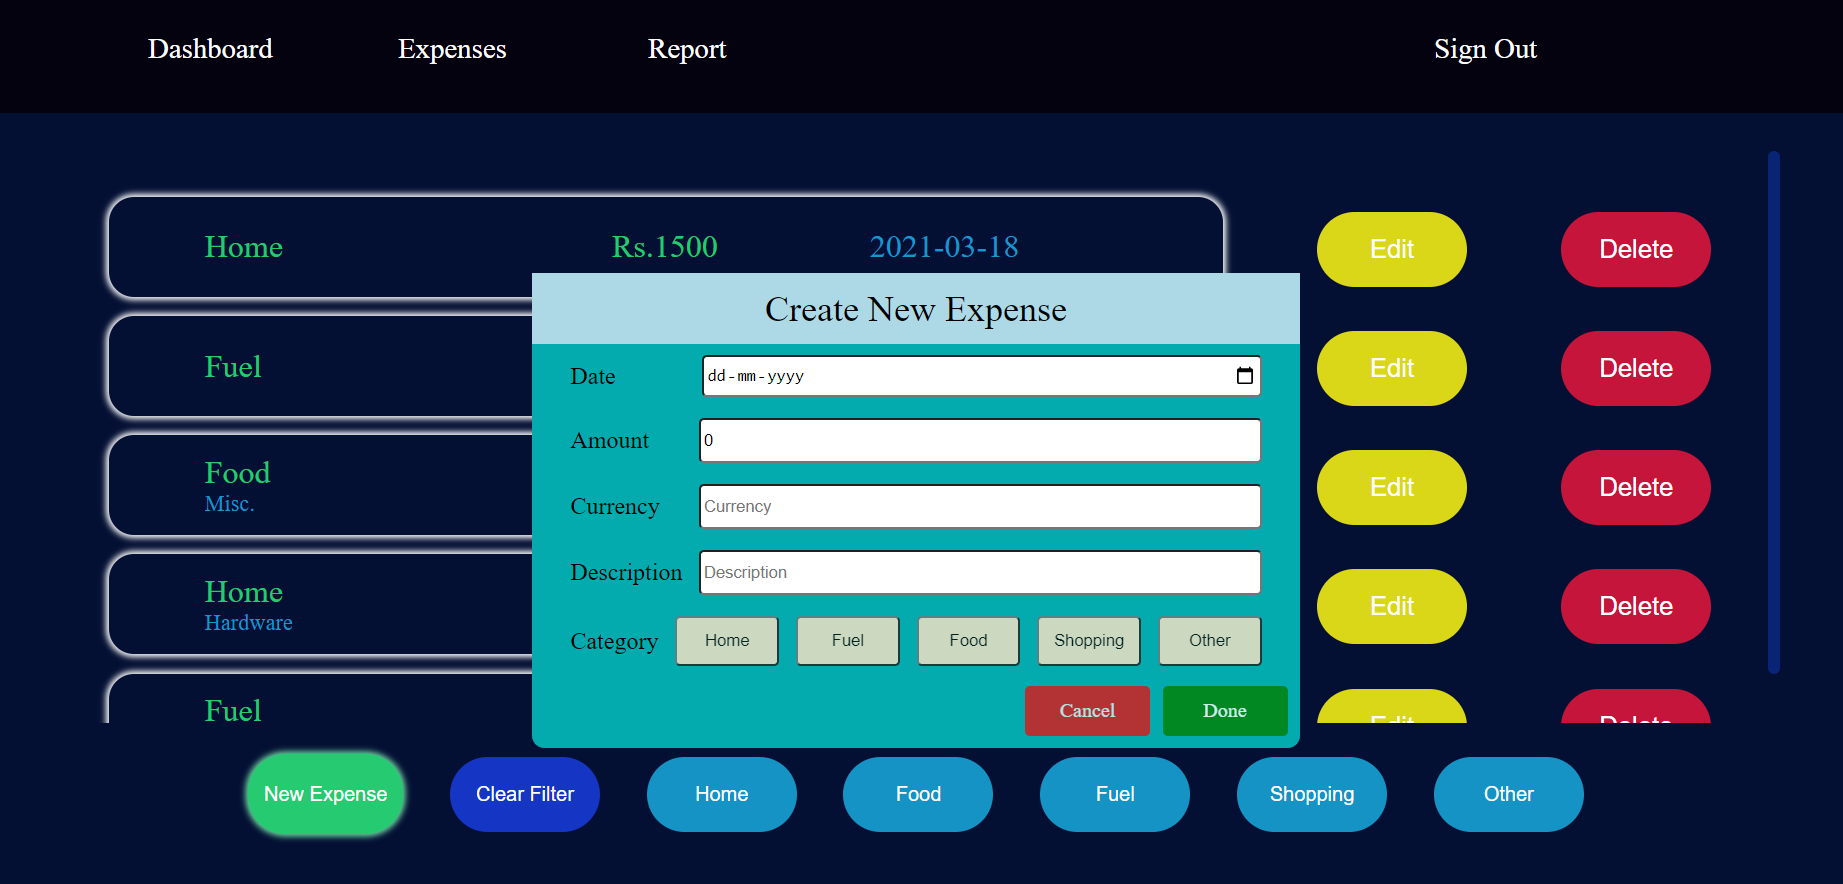 Dashboard Expenses Report Sign Out
Home Rs.1500 2021-03-18 Edit Delete
Create New Expense
Fuel Edit Delete
Date dd-mm-yyyy
Amount 0
Food Edit Delete
Misc.
Currency Currency
Description Description
Home Edit Delete
Hardware
Category Home Fuel Food Shopping Other
Fuel Edit Delete
Cancel Done
New Expense Clear Filter Home Food Fuel Shopping Other